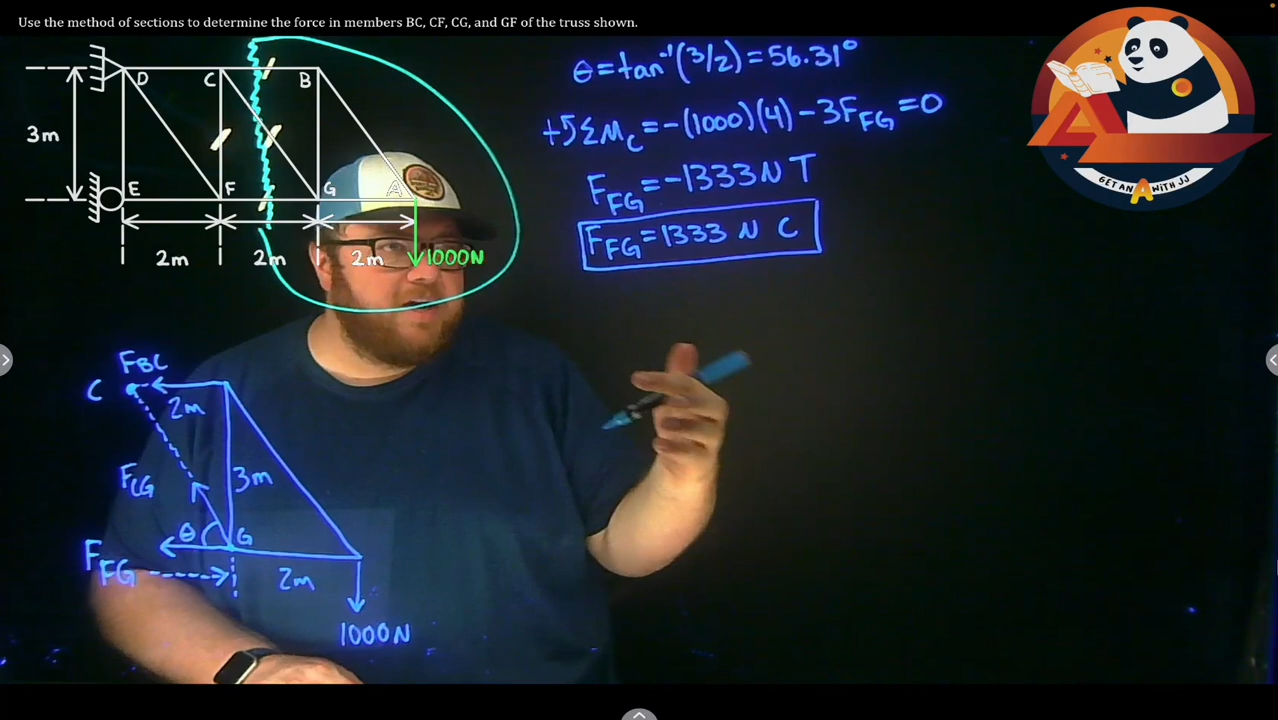 Use the method of sections to determine the force in members BC, CF, CG, and GF of the truss shown.
D C B
3m
E F G A
2m 2m 2m
1000N
θ = tan⁻¹(3/2) = 56.31°
+↺ΣM_C = -(1000)(4) - 3F_FG = 0
F_FG = -1333N T
F_FG = 1333 N C
F_BC
C
2m
F_CG
3m
θ G
F_FG
2m
1000N
GET AN A WITH JJ